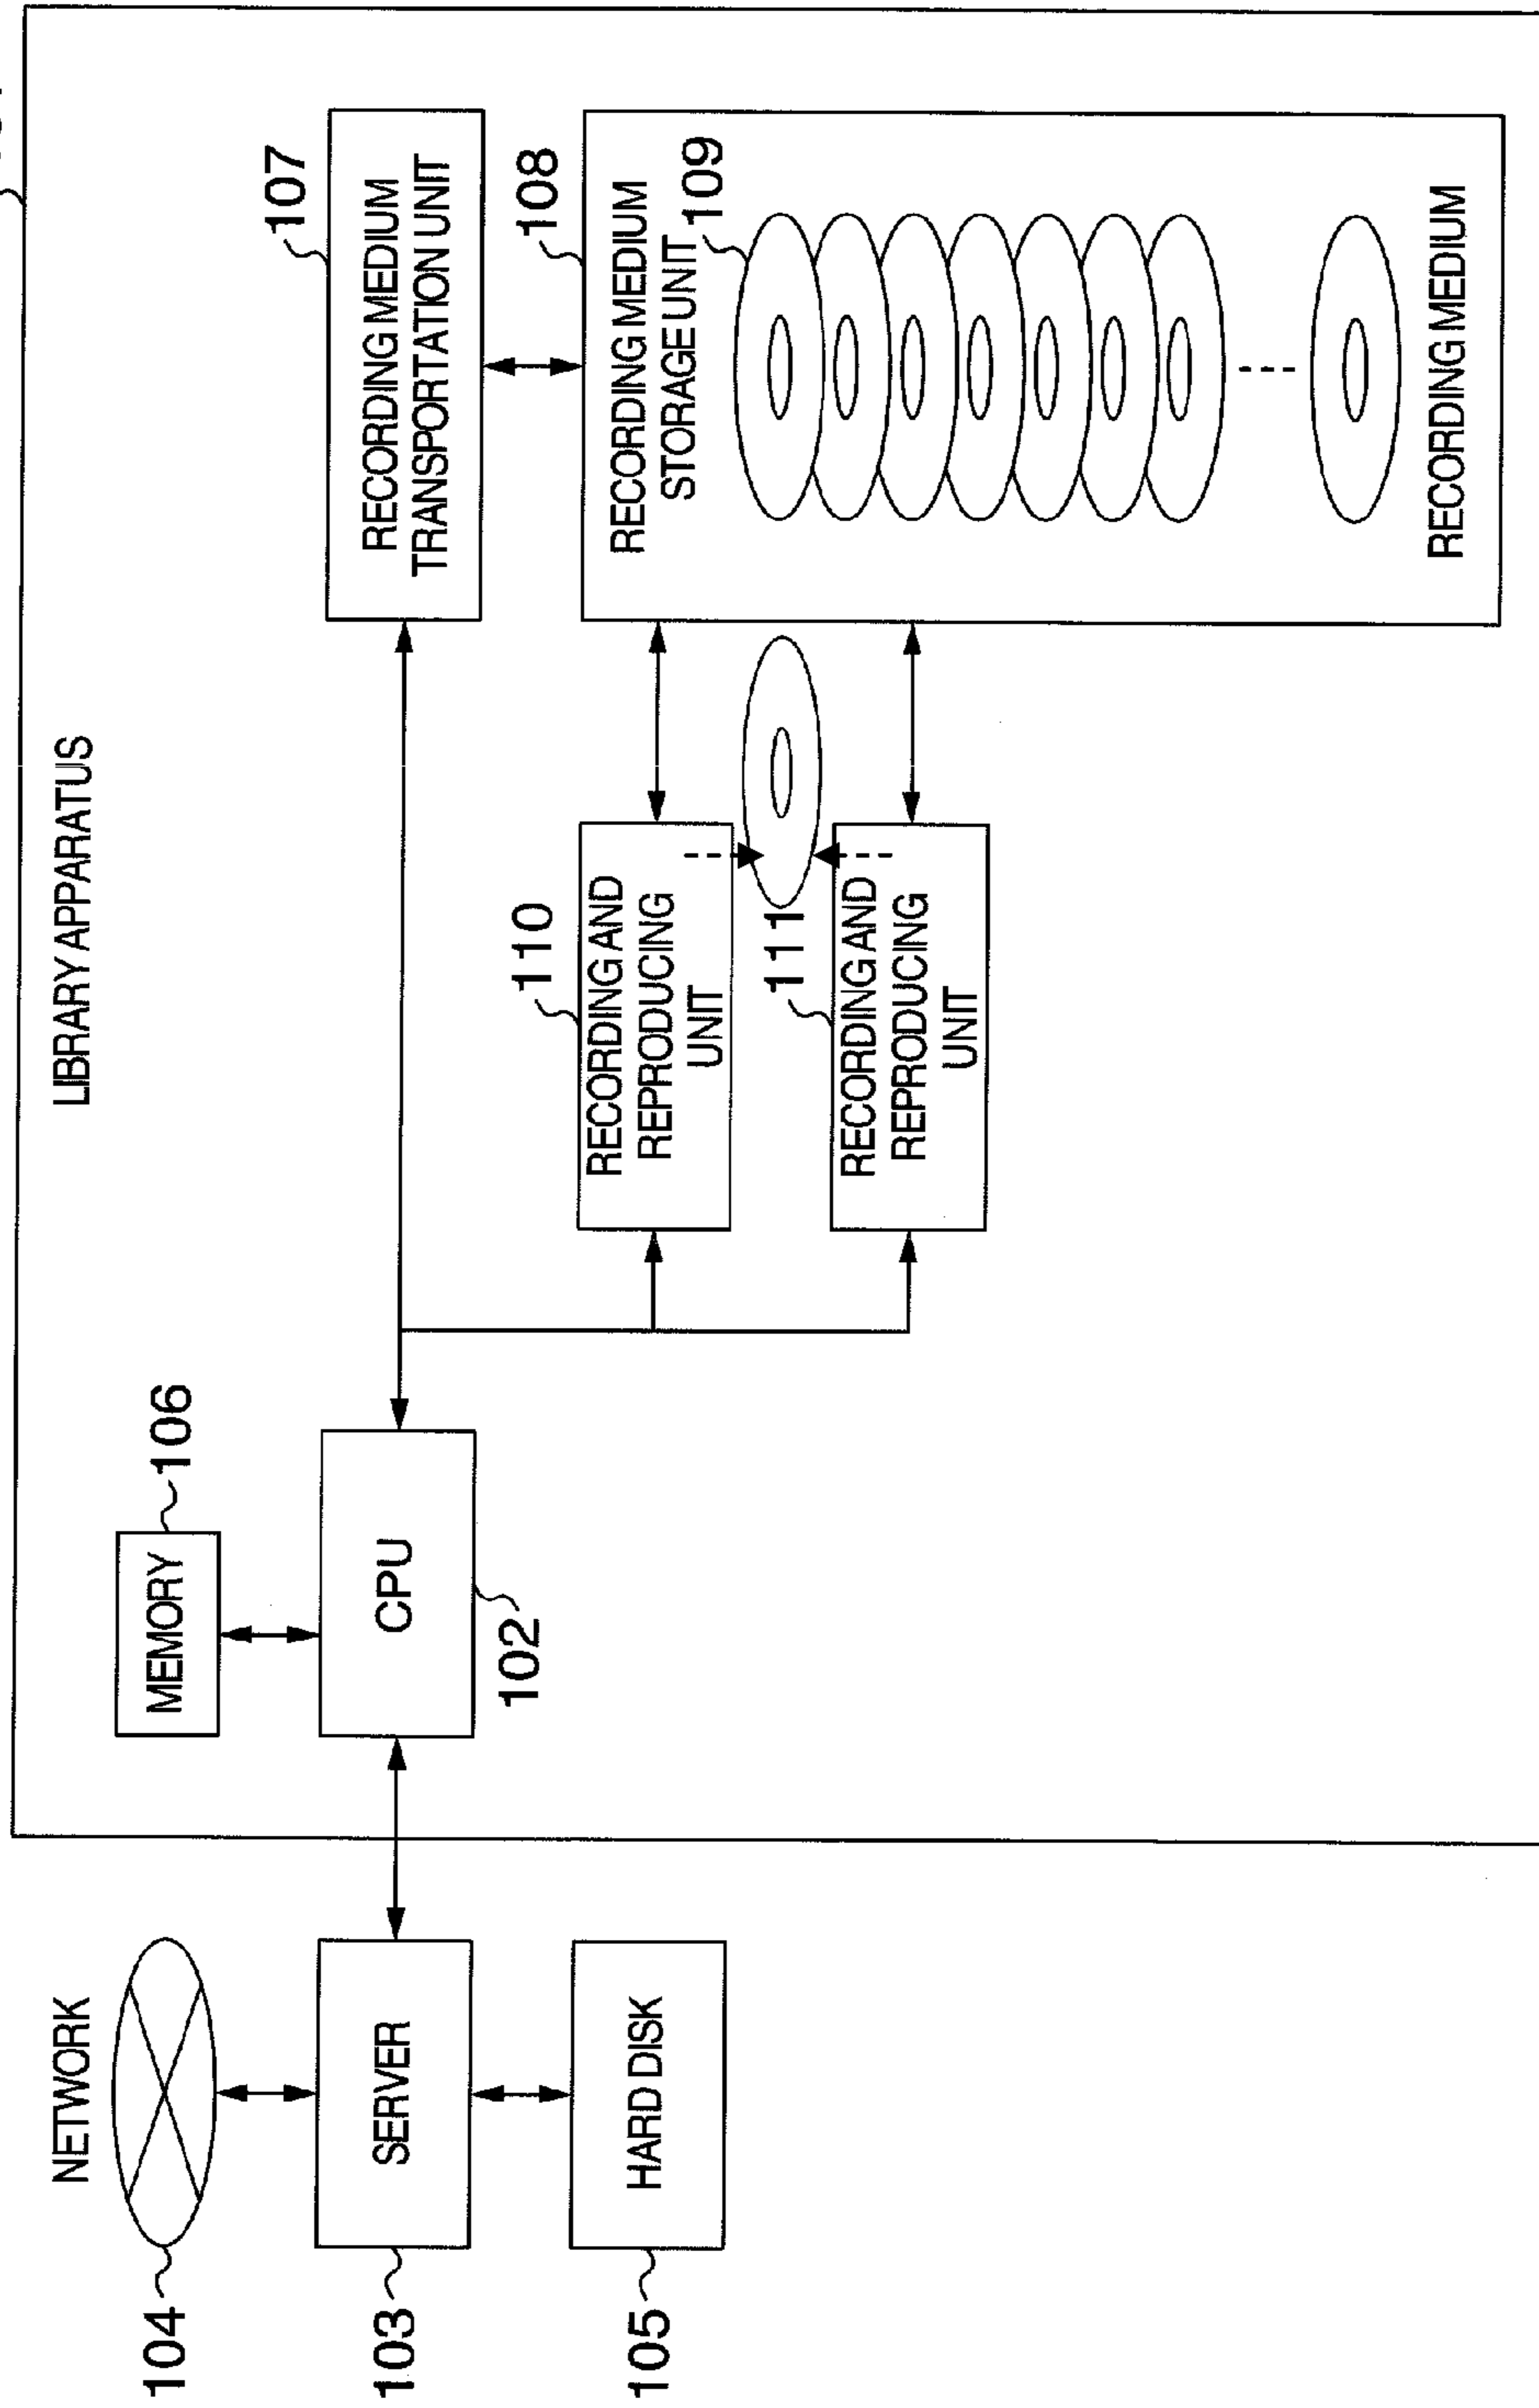 LIBRARY APPARATUS
NETWORK
104
103
SERVER
105
HARD DISK
MEMORY
106
CPU
102
107
RECORDING MEDIUM
TRANSPORTATION UNIT
108
RECORDING MEDIUM
STORAGE UNIT
109
RECORDING MEDIUM
110
RECORDING AND
REPRODUCING
UNIT
111
RECORDING AND
REPRODUCING
UNIT